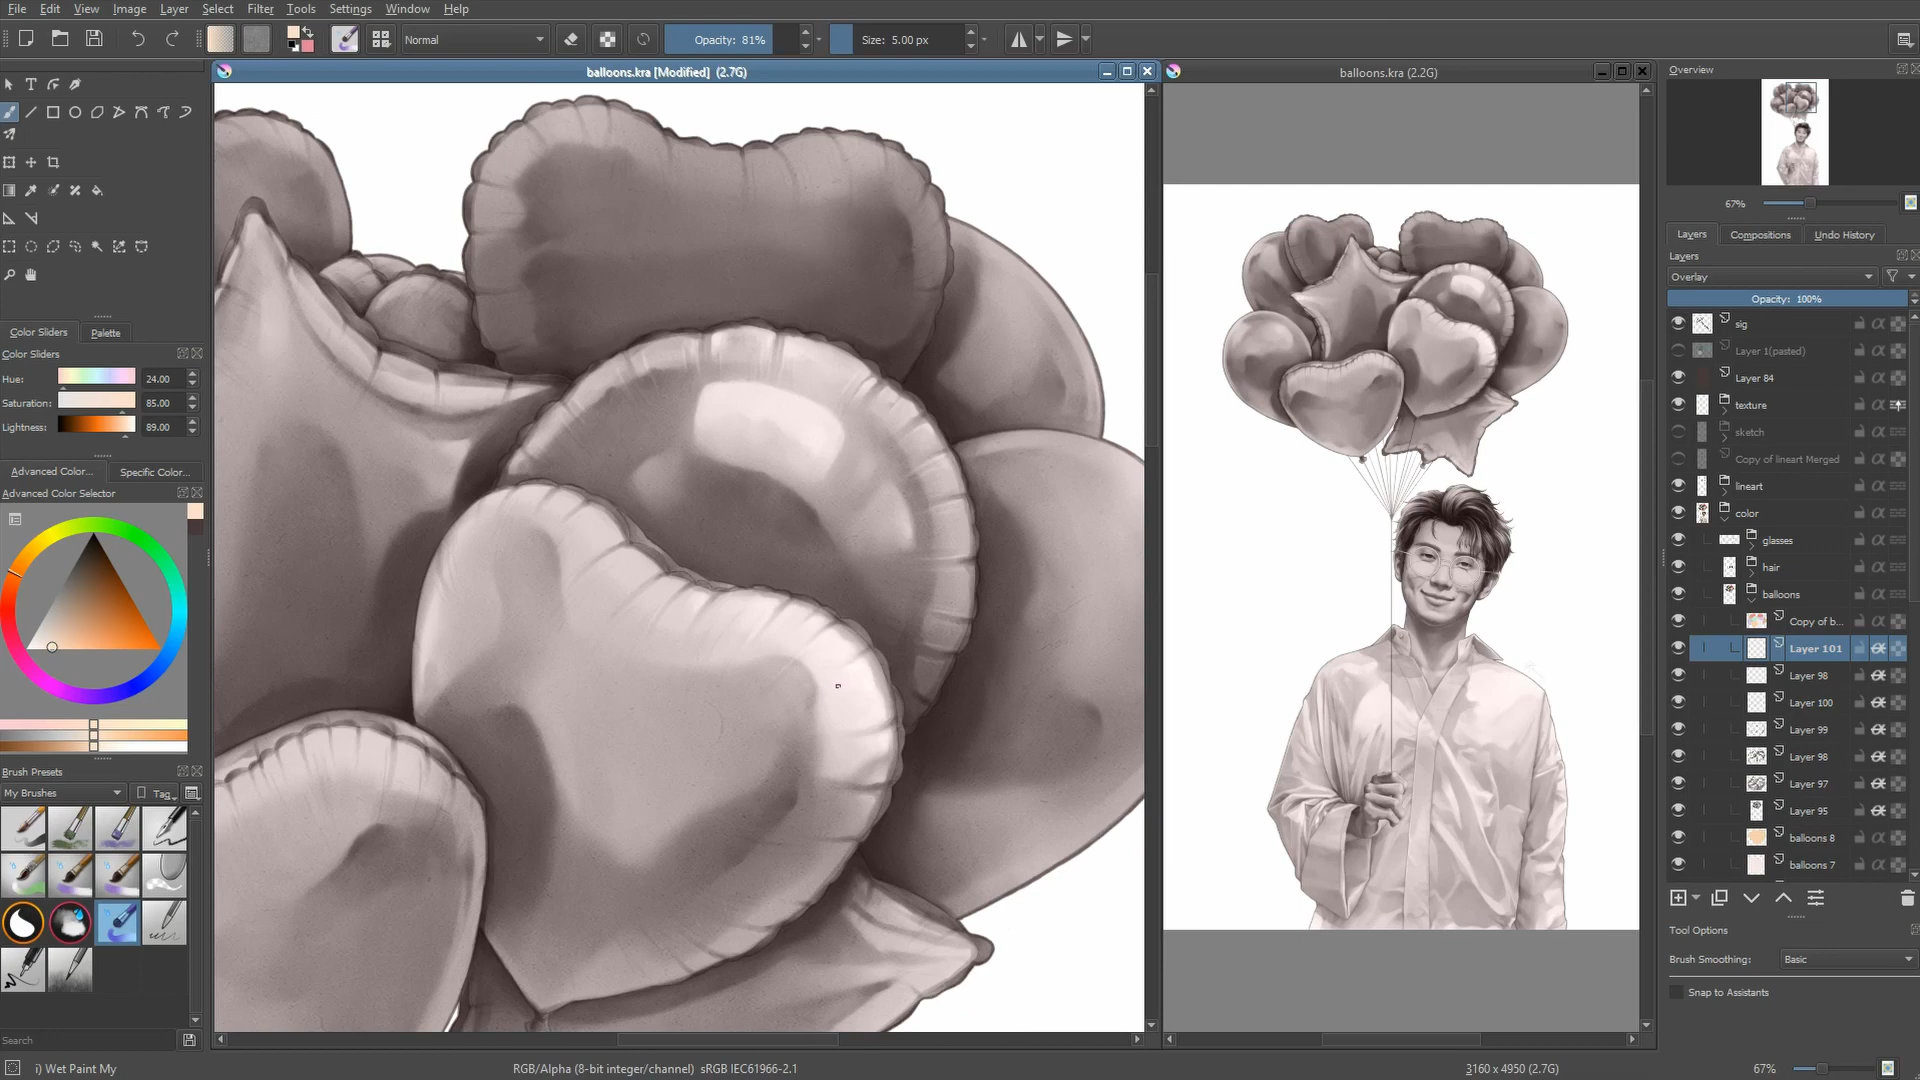 File Edit View Image Layer Select Filter Tools Settings Window Help
Normal Opacity: 81% Size: 5.00 px
balloons.kra [Modified] (2.7G)
balloons.kra (2.2G)
Overview
67%
Layers Compositions Undo History
Layers
Overlay
Opacity: 100%
sig
Layer 1(pasted)
Layer 84
texture
sketch
Copy of lineart Merged
lineart
color
glasses
hair
balloons
Copy of b...
Layer 101
Layer 98
Layer 100
Layer 99
Layer 98
Layer 97
Layer 95
balloons 8
balloons 7
Tool Options
Brush Smoothing: Basic
Snap to Assistants
Color Sliders Palette
Color Sliders
Hue: 24.00
Saturation: 85.00
Lightness: 89.00
Advanced Color... Specific Color...
Advanced Color Selector
Brush Presets
My Brushes Tag
Search
i) Wet Paint My
RGB/Alpha (8-bit integer/channel) sRGB IEC61966-2.1
3160 x 4950 (2.7G)
67%